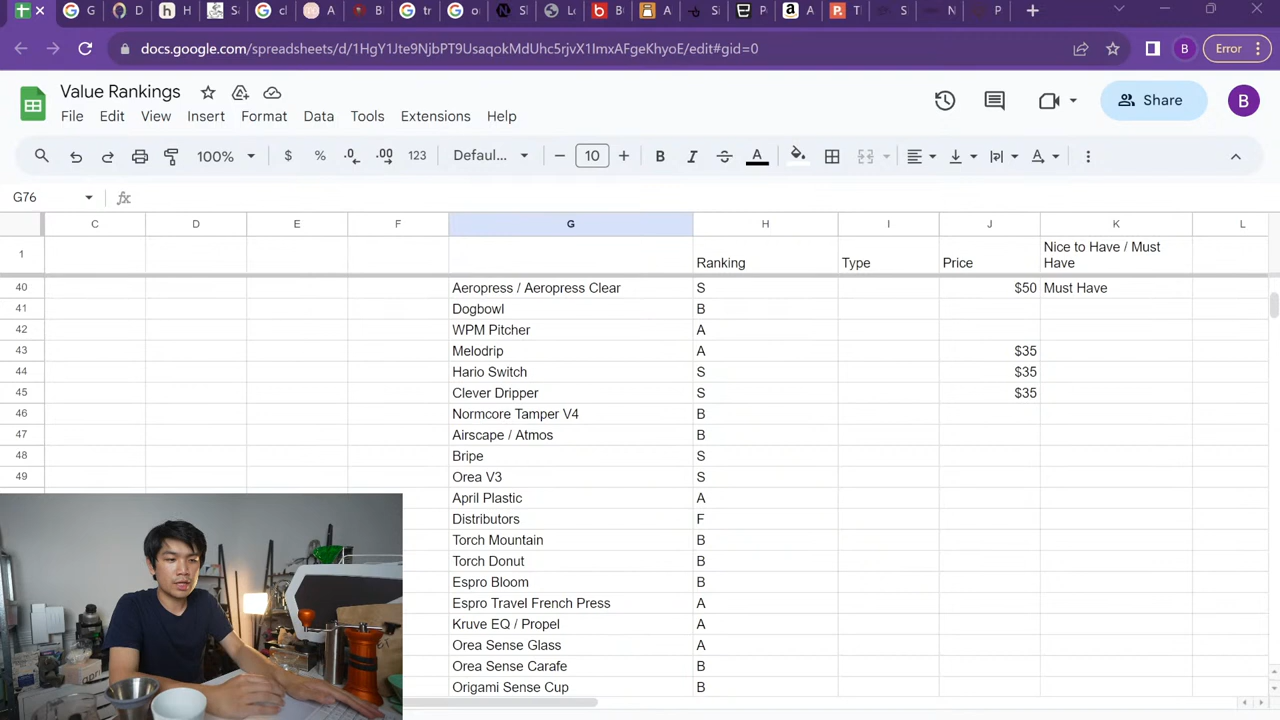 G
D
H
S
cl
A
B
tr
o
N
Lo
B
A
Si
P
A
T
S
N
P
docs.google.com/spreadsheets/d/1HgY1Jte9NjbPT9UsaqokMdUhc5rjvX1ImxAFgeKhyoE/edit#gid=0
B
Error
Value Rankings
File Edit View Insert Format Data Tools Extensions Help
Share
B
100% $ % .0 .00 123 Defaul... 10 B I A
G76
C D E F G H I J K L
1 Ranking Type Price Nice to Have / Must Have
40 Aeropress / Aeropress Clear S $50 Must Have
41 Dogbowl B
42 WPM Pitcher A
43 Melodrip A $35
44 Hario Switch S $35
45 Clever Dripper S $35
46 Normcore Tamper V4 B
47 Airscape / Atmos B
48 Bripe S
49 Orea V3 S
April Plastic A
Distributors F
Torch Mountain B
Torch Donut B
Espro Bloom B
Espro Travel French Press A
Kruve EQ / Propel A
Orea Sense Glass A
Orea Sense Carafe B
Origami Sense Cup B